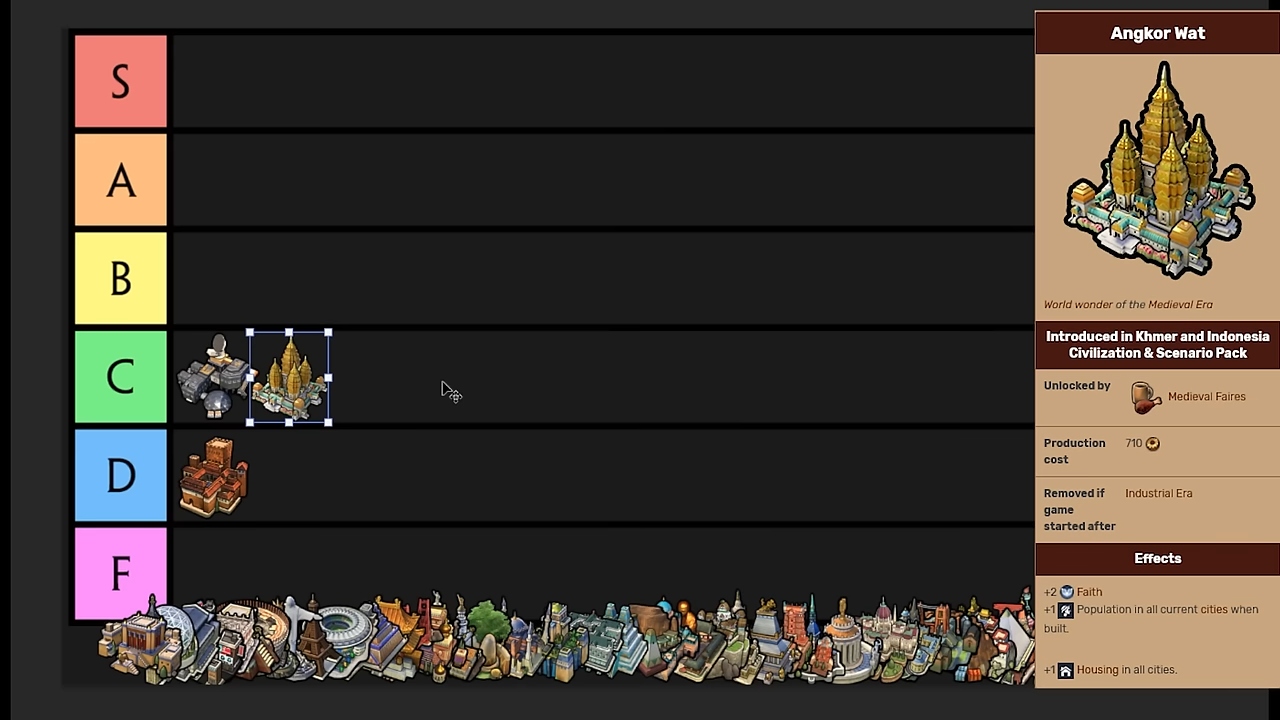 S
A
B
C
D
F
Angkor Wat
World wonder of the Medieval Era
Introduced in Khmer and Indonesia
Civilization & Scenario Pack
Unlocked by
Medieval Faires
Production
cost
710
Removed if
game
started after
Industrial Era
Effects
+2 Faith
+1 Population in all current cities when
built.
+1 Housing in all cities.